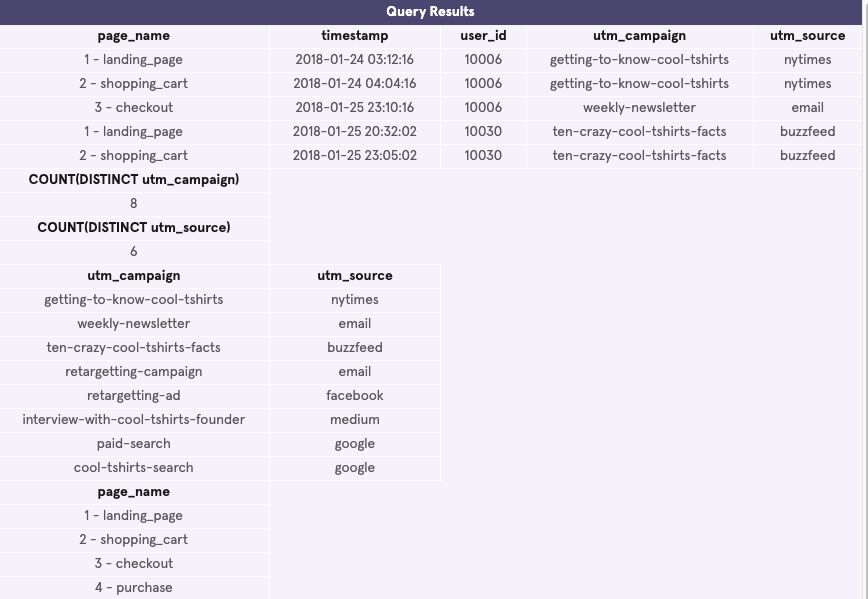 Query Results
page_name timestamp user_id utm_campaign utm_source
1 - landing_page 2018-01-24 03:12:16 10006 getting-to-know-cool-tshirts nytimes
2 - shopping_cart 2018-01-24 04:04:16 10006 getting-to-know-cool-tshirts nytimes
3 - checkout 2018-01-25 23:10:16 10006 weekly-newsletter email
1 - landing_page 2018-01-25 20:32:02 10030 ten-crazy-cool-tshirts-facts buzzfeed
2 - shopping_cart 2018-01-25 23:05:02 10030 ten-crazy-cool-tshirts-facts buzzfeed
COUNT(DISTINCT utm_campaign)
8
COUNT(DISTINCT utm_source)
6
utm_campaign utm_source
getting-to-know-cool-tshirts nytimes
weekly-newsletter email
ten-crazy-cool-tshirts-facts buzzfeed
retargetting-campaign email
retargetting-ad facebook
interview-with-cool-tshirts-founder medium
paid-search google
cool-tshirts-search google
page_name
1 - landing_page
2 - shopping_cart
3 - checkout
4 - purchase